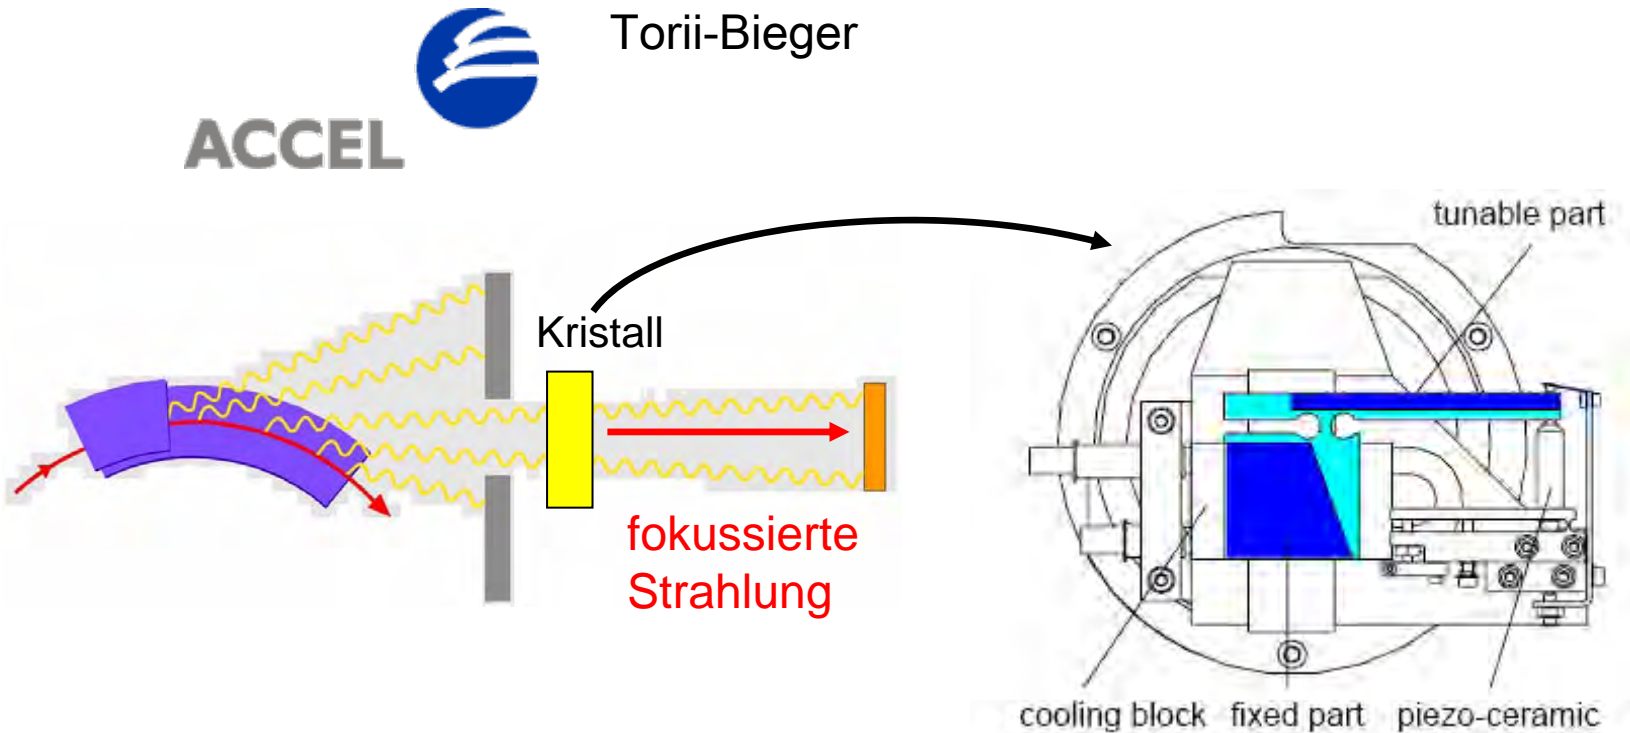 Torii-Bieger
ACCEL
tunable part
Kristall
fokussierte
Strahlung
cooling block
fixed part
piezo-ceramic